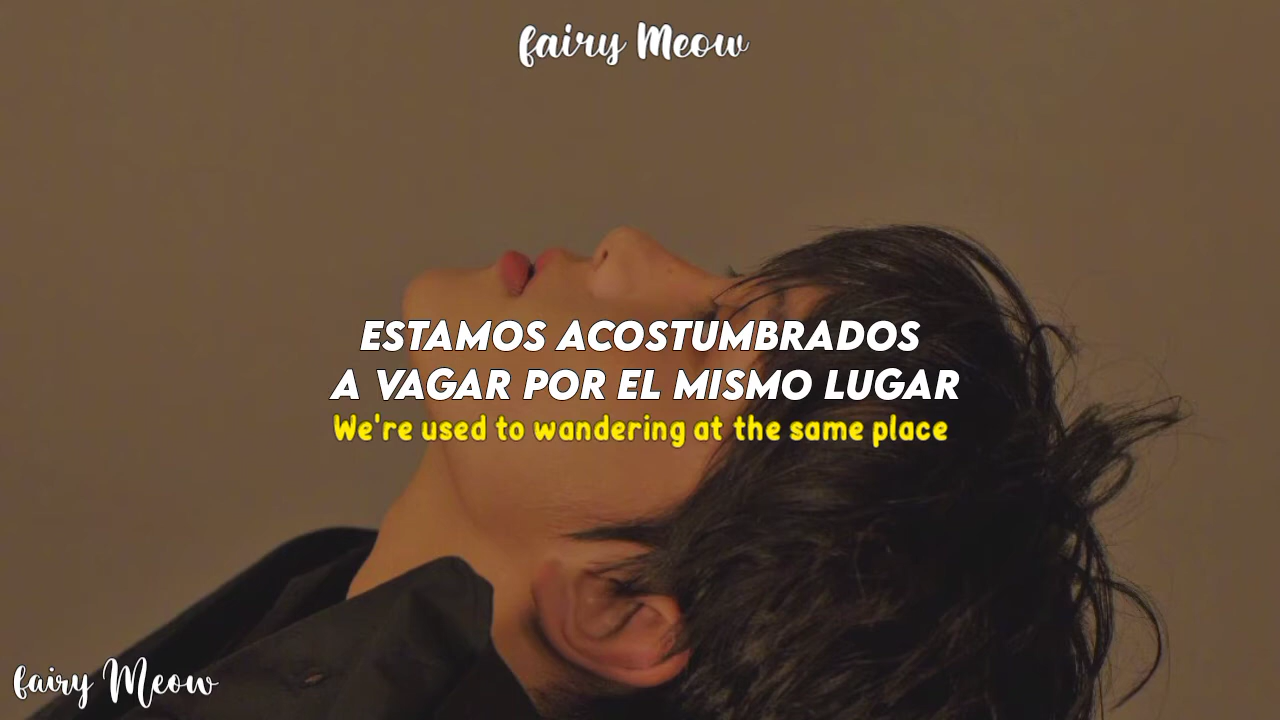 fairy Meow
ESTAMOS ACOSTUMBRADOS
A VAGAR POR EL MISMO LUGAR
We're used to wandering at the same place
fairy Meow